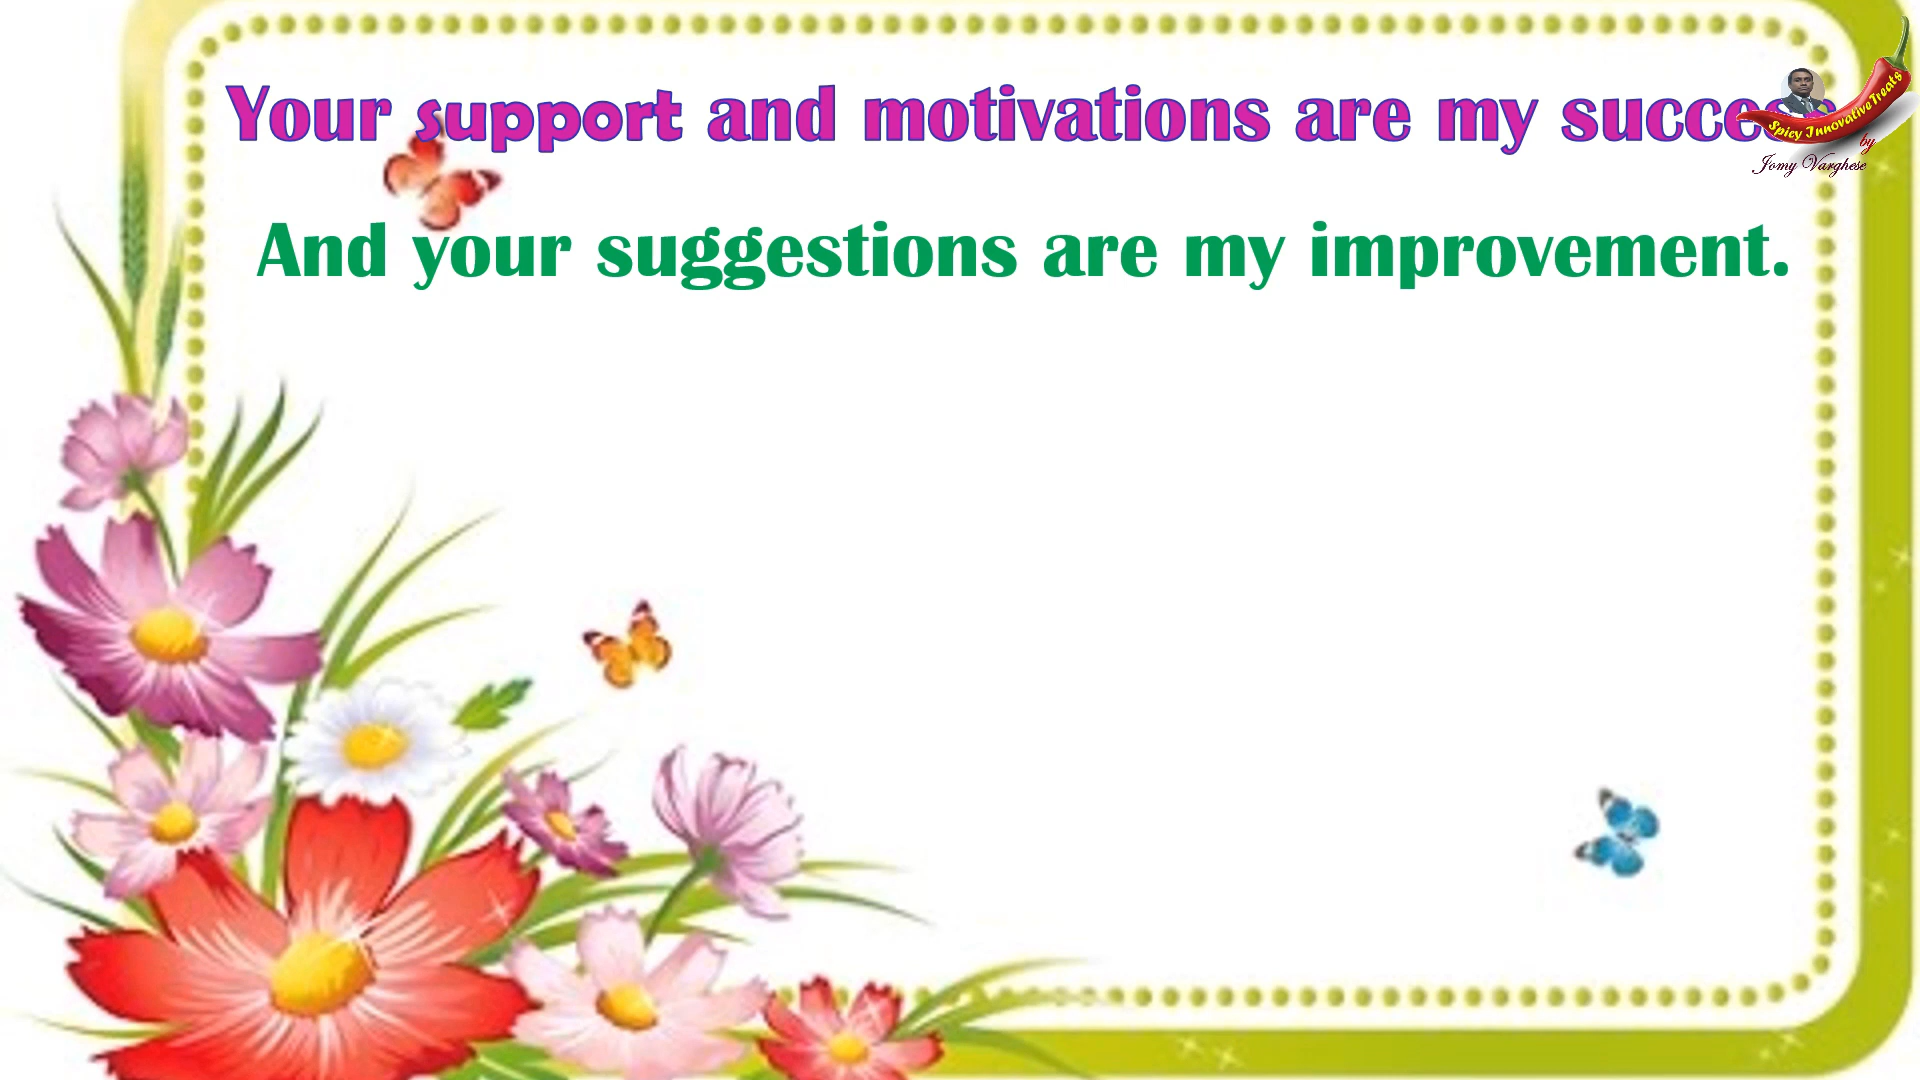 Your support and motivations are my
And your suggestions are my improvement.
Spicy Innovative Treats
by
Jomy Varghese